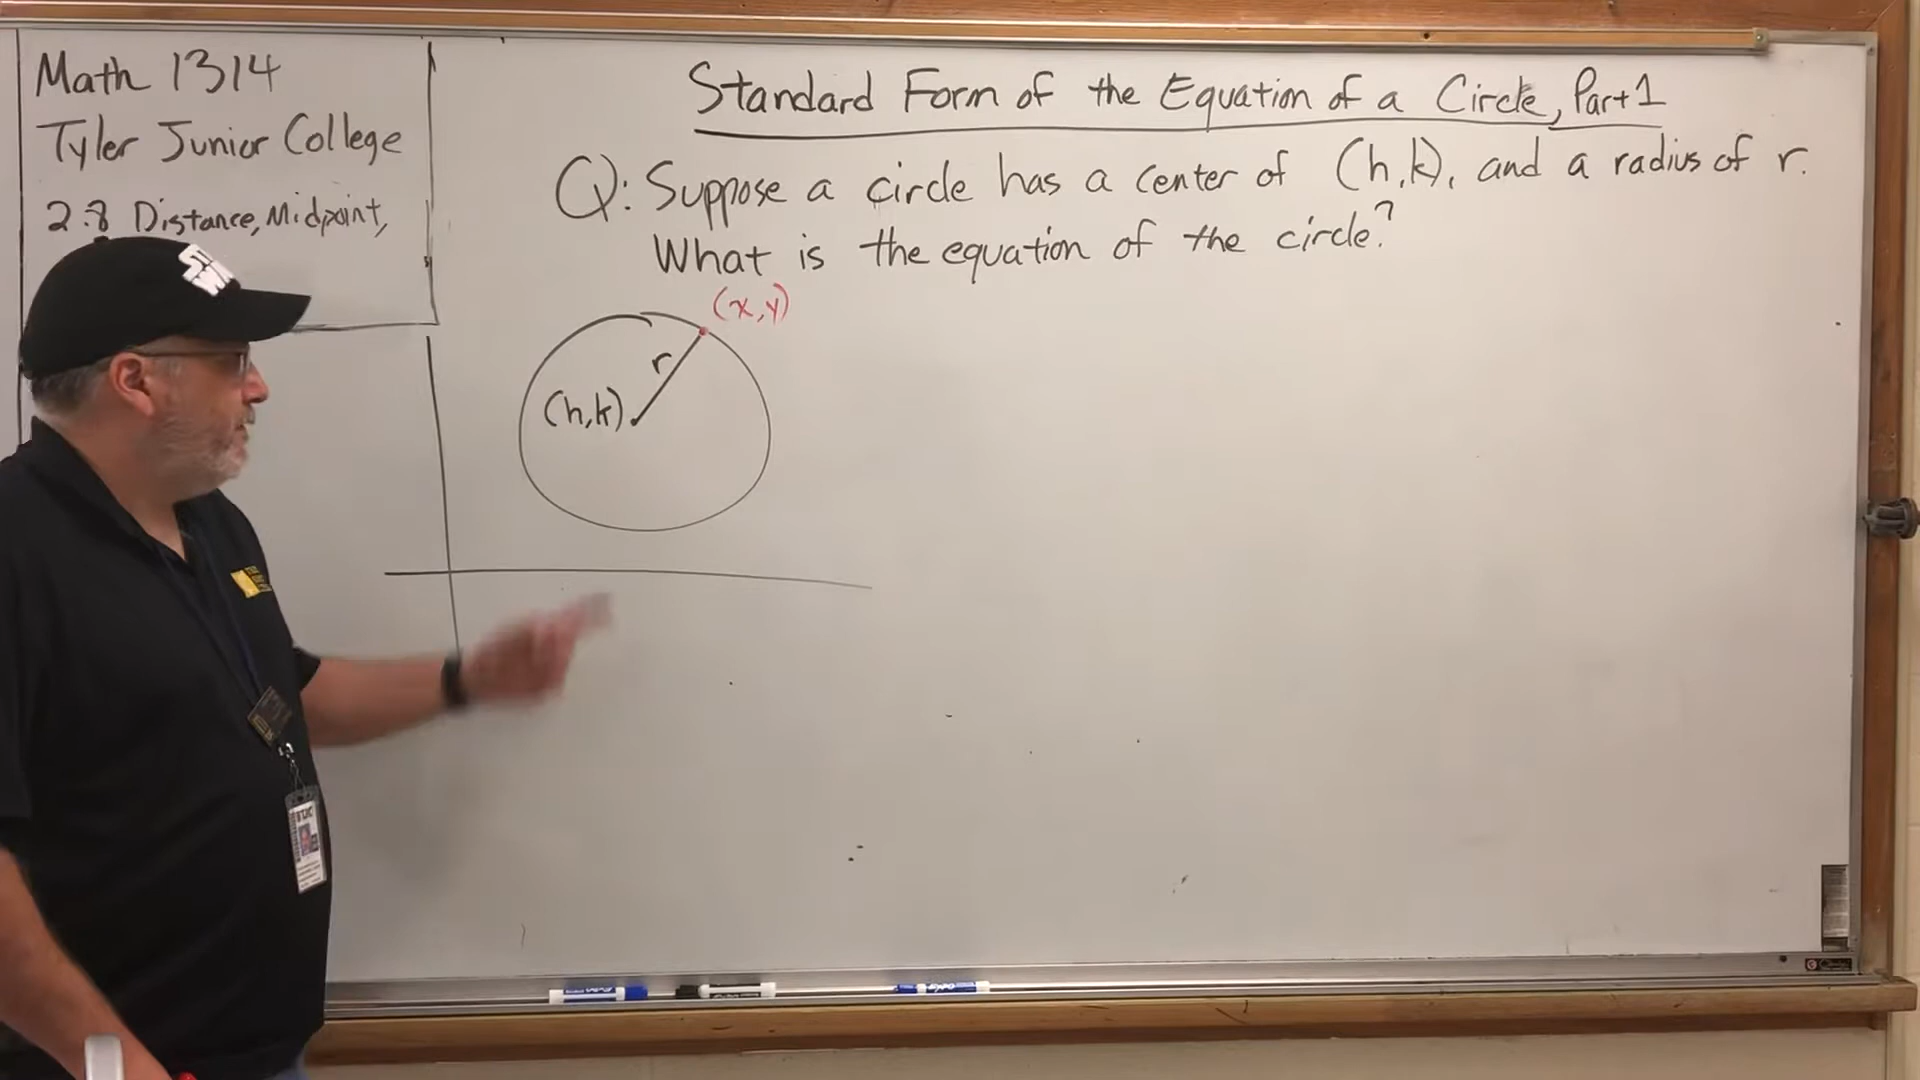 Math 1314
Tyler Junior College
2.8 Distance, Midpoint,
Standard Form of the Equation of a Circle, Part 1
Q: Suppose a circle has a center of (h,k), and a radius of r.
What is the equation of the circle?
(x,y)
r
(h,k)